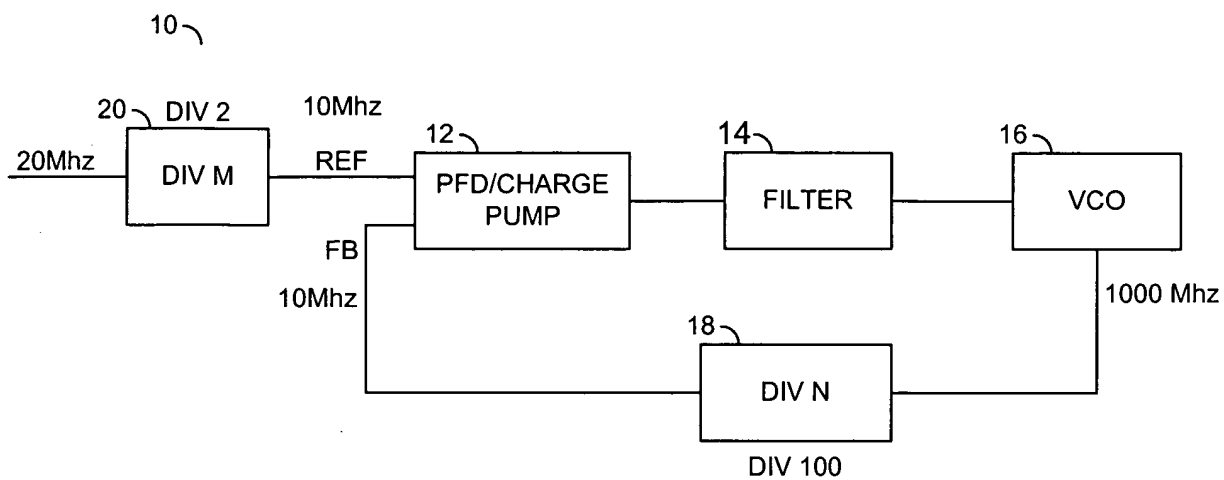 10
20
DIV 2
10Mhz
20Mhz
DIV M
REF
12
PFD/CHARGE
PUMP
14
FILTER
16
VCO
FB
10Mhz
1000 Mhz
18
DIV N
DIV 100